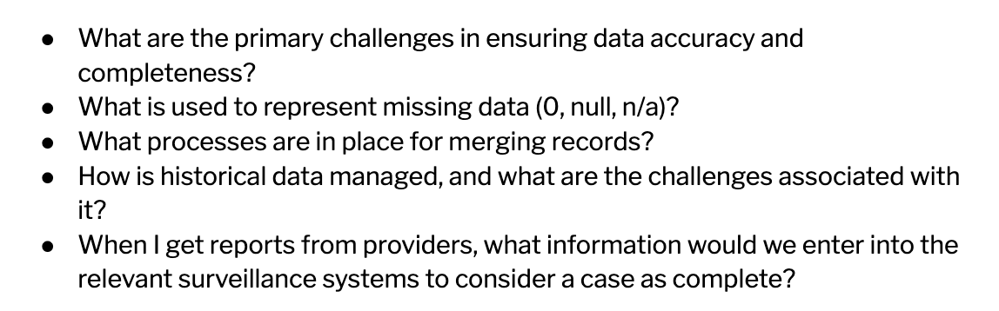 ● What are the primary challenges in ensuring data accuracy and
completeness?
● What is used to represent missing data (0, null, n/a)?
● What processes are in place for merging records?
● How is historical data managed, and what are the challenges associated with
it?
● When I get reports from providers, what information would we enter into the
relevant surveillance systems to consider a case as complete?